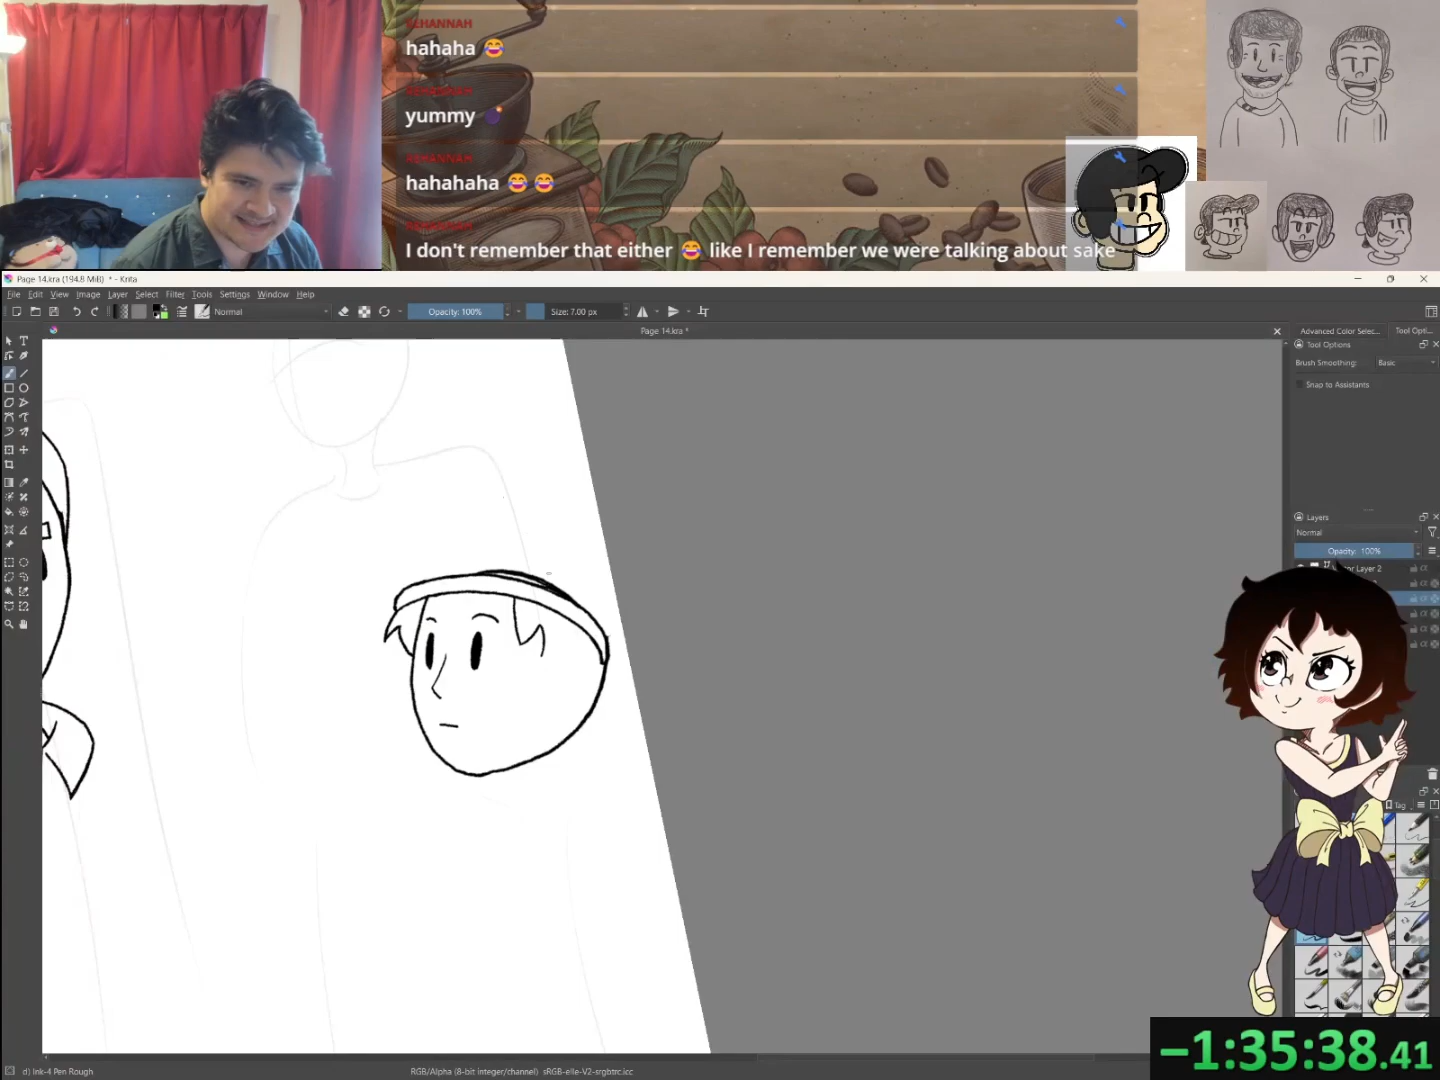 REHANNAH
hahaha 😂
REHANNAH
yummy 💣
REHANNAH
hahahaha 😂 😂
I don't remember that either 😂 like I remember we were talking about sake
Page 14.kra (194.8 MiB) * - Krita
File Edit View Image Layer Select Filter Tools Settings Window Help
Normal
Opacity: 100%
Size: 7.00 px
Page 14.kra *
Advanced Color Selec...
Tool Opti...
Tool Options
Brush Smoothing:
Basic
Snap to Assistants
Layers
Normal
Opacity: 100%
Layer 2
Tag
d) Ink-4 Pen Rough
RGB/Alpha (8-bit integer/channel) sRGB-elle-V2-srgbtrc.icc
-1:35:38.41